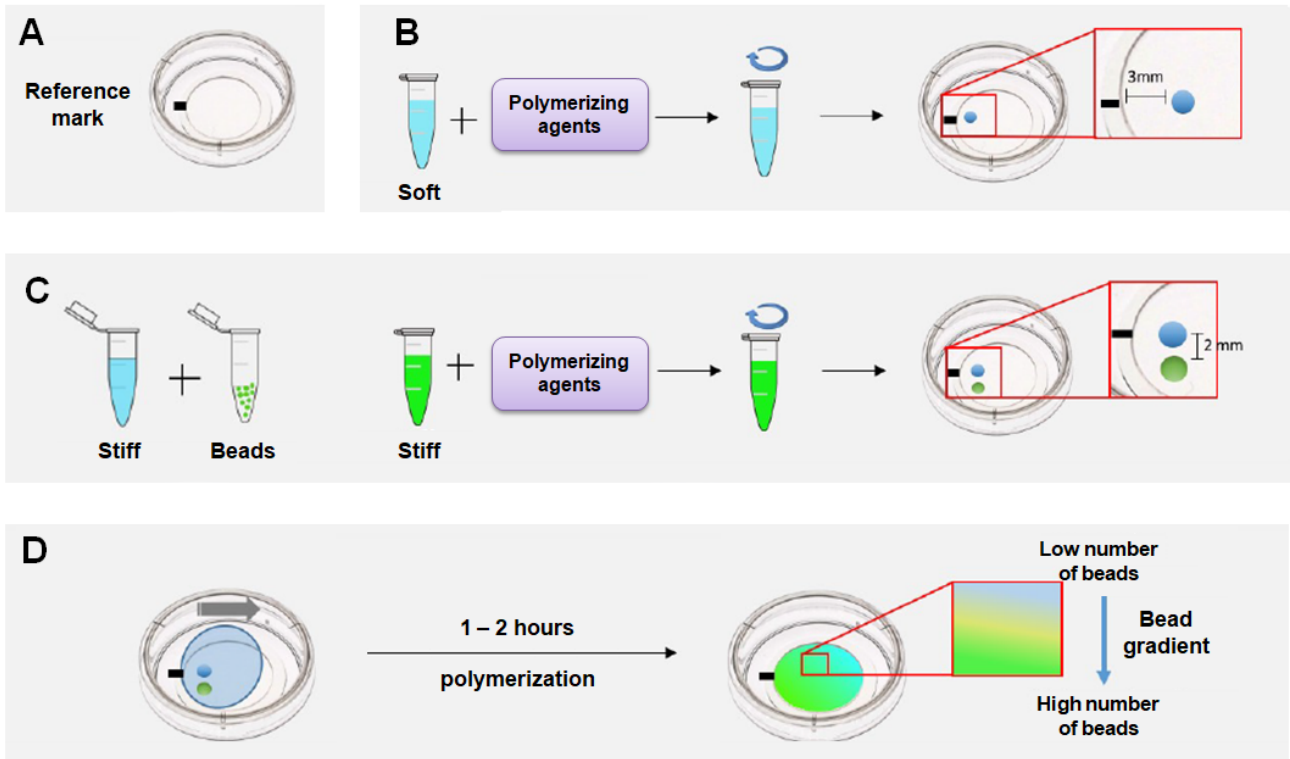 A
Reference
mark
B
Polymerizing
agents
Soft
3mm
C
Stiff
Beads
Stiff
Polymerizing
agents
2 mm
D
1 – 2 hours
polymerization
Low number
of beads
Bead
gradient
High number
of beads